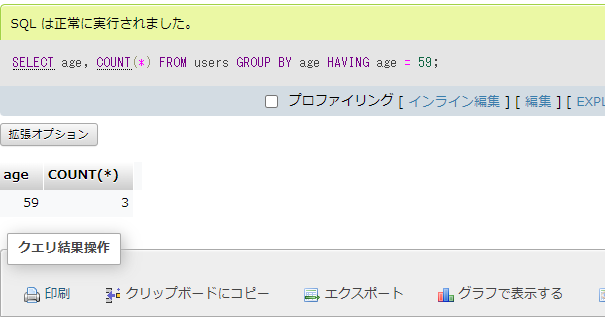 SQL は正常に実行されました。
SELECT age, COUNT(*) FROM users GROUP BY age HAVING age = 59;
プロファイリング [ インライン編集 ] [ 編集 ] [ EXPL
拡張オプション
age COUNT(*)
59 3
クエリ結果操作
印刷 クリップボードにコピー エクスポート グラフで表示する